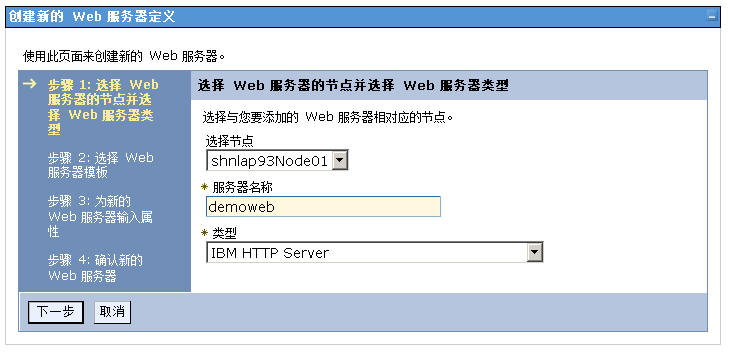 创建新的 Web 服务器定义
使用此页面来创建新的 Web 服务器。
步骤 1: 选择 Web
服务器的节点并选
择 Web 服务器类
型
步骤 2: 选择 Web
服务器模板
步骤 3: 为新的
Web 服务器输入属
性
步骤 4: 确认新的
Web 服务器
选择 Web 服务器的节点并选择 Web 服务器类型
选择与您要添加的 Web 服务器相对应的节点。
选择节点
shnlap93Node01
* 服务器名称
demoweb
* 类型
IBM HTTP Server
下一步
取消